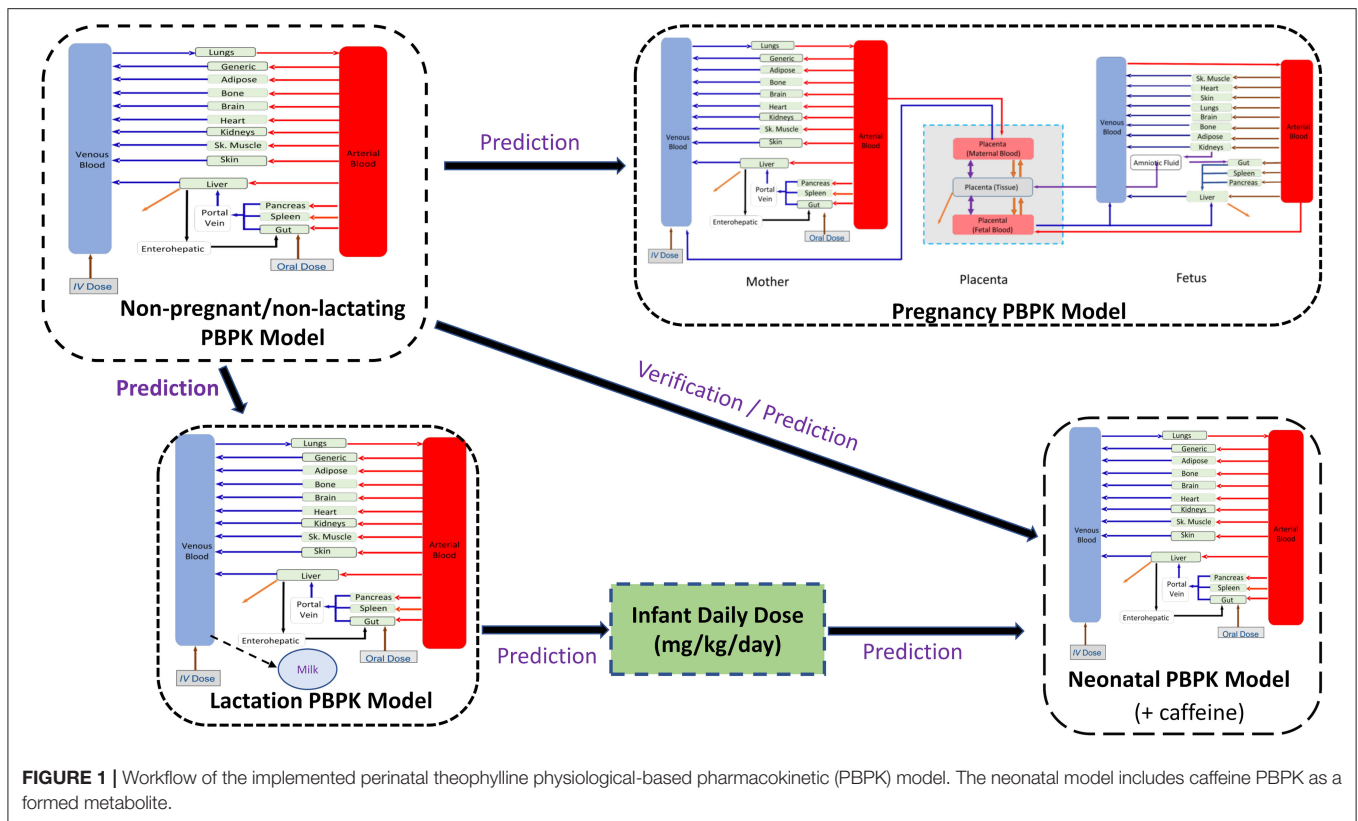 Lungs
Generic
Adipose
Bone
Brain
Heart
Kidneys
Sk. Muscle
Skin
Venous
Blood
Arterial
Blood
Liver
Portal
Vein
Pancreas
Spleen
Gut
Enterohepatic
IV Dose
Oral Dose
Non-pregnant/non-lactating
PBPK Model
Prediction
Lungs
Generic
Adipose
Bone
Brain
Heart
Kidneys
Sk. Muscle
Skin
Venous
Blood
Arterial
Blood
Liver
Portal
Vein
Pancreas
Spleen
Gut
Enterohepatic
IV Dose
Oral Dose
Mother
Placenta
(Maternal Blood)
Placenta (Tissue)
Placental
(Fetal Blood)
Placenta
Venous
Blood
Sk. Muscle
Heart
Skin
Lungs
Brain
Bone
Adipose
Kidneys
Arterial
Blood
Amniotic Fluid
Gut
Spleen
Pancreas
Liver
Fetus
Pregnancy PBPK Model
Prediction
Verification / Prediction
Lungs
Generic
Adipose
Bone
Brain
Heart
Kidneys
Sk. Muscle
Skin
Venous
Blood
Arterial
Blood
Liver
Portal
Vein
Pancreas
Spleen
Gut
Enterohepatic
IV Dose
Milk
Oral Dose
Lactation PBPK Model
Prediction
Infant Daily Dose
(mg/kg/day)
Prediction
Lungs
Generic
Adipose
Bone
Brain
Heart
Kidneys
Sk. Muscle
Skin
Venous
Blood
Arterial
Blood
Liver
Portal
Vein
Pancreas
Spleen
Gut
Enterohepatic
IV Dose
Oral Dose
Neonatal PBPK Model
(+ caffeine)
FIGURE 1 | Workflow of the implemented perinatal theophylline physiological-based pharmacokinetic (PBPK) model. The neonatal model includes caffeine PBPK as a
formed metabolite.